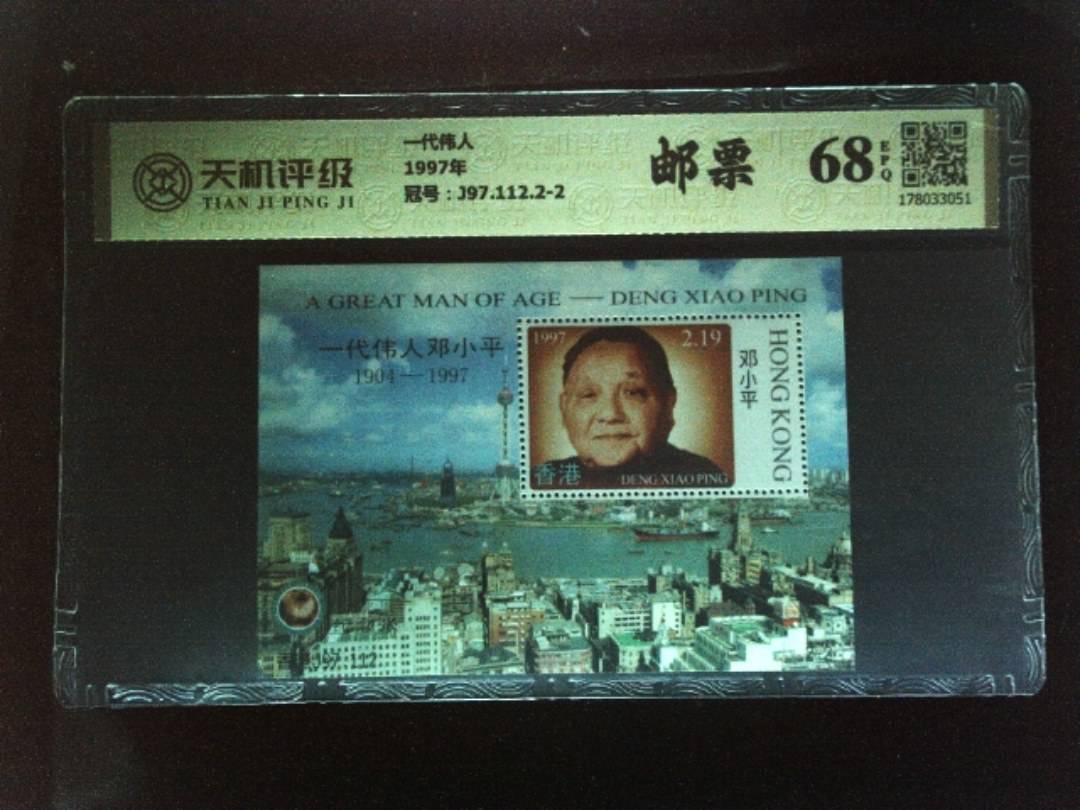 天机评级
TIAN JI PING JI
一代伟人
1997年
冠号：J97.112.2-2
邮票
68
EPQ
178033051
A GREAT MAN OF AGE — DENG XIAO PING
一代伟人邓小平
1904—1997
1997
2.19
邓小平
HONG KONG
香港
DENG XIAO PING
J97 112